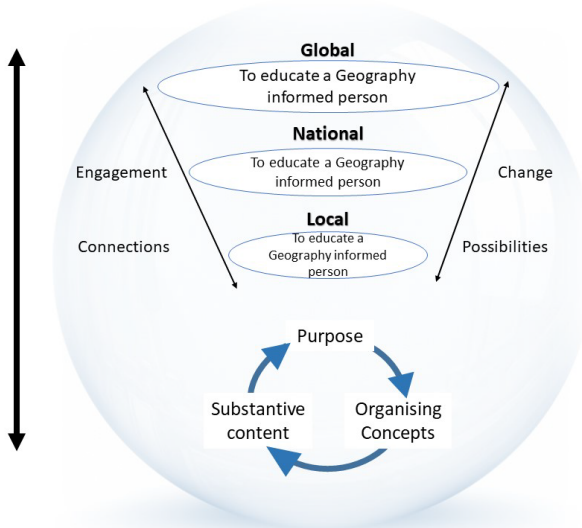 Global
To educate a Geography
informed person
National
To educate a Geography
informed person
Engagement
Change
Local
To educate a
Geography informed
person
Connections
Possibilities
Purpose
Substantive
content
Organising
Concepts